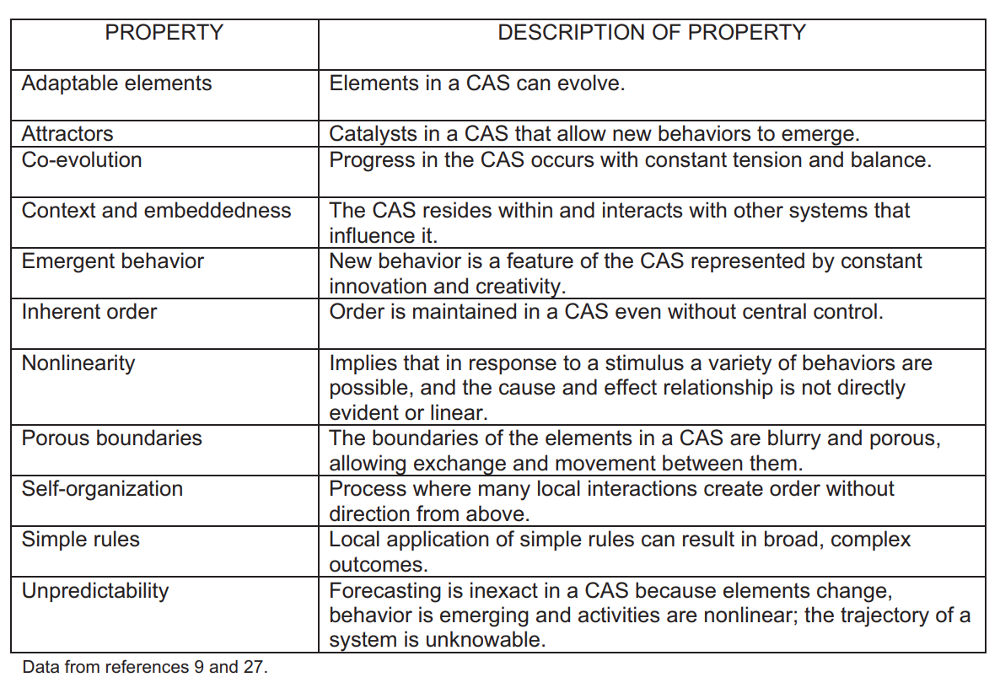 PROPERTY
DESCRIPTION OF PROPERTY
Adaptable elements
Elements in a CAS can evolve.
Attractors
Catalysts in a CAS that allow new behaviors to emerge.
Co-evolution
Progress in the CAS occurs with constant tension and balance.
Context and embeddedness
The CAS resides within and interacts with other systems that
influence it.
Emergent behavior
New behavior is a feature of the CAS represented by constant
innovation and creativity.
Inherent order
Order is maintained in a CAS even without central control.
Nonlinearity
Implies that in response to a stimulus a variety of behaviors are
possible, and the cause and effect relationship is not directly
evident or linear.
Porous boundaries
The boundaries of the elements in a CAS are blurry and porous,
allowing exchange and movement between them.
Self-organization
Process where many local interactions create order without
direction from above.
Simple rules
Local application of simple rules can result in broad, complex
outcomes.
Unpredictability
Forecasting is inexact in a CAS because elements change,
behavior is emerging and activities are nonlinear; the trajectory of a
system is unknowable.
Data from references 9 and 27.